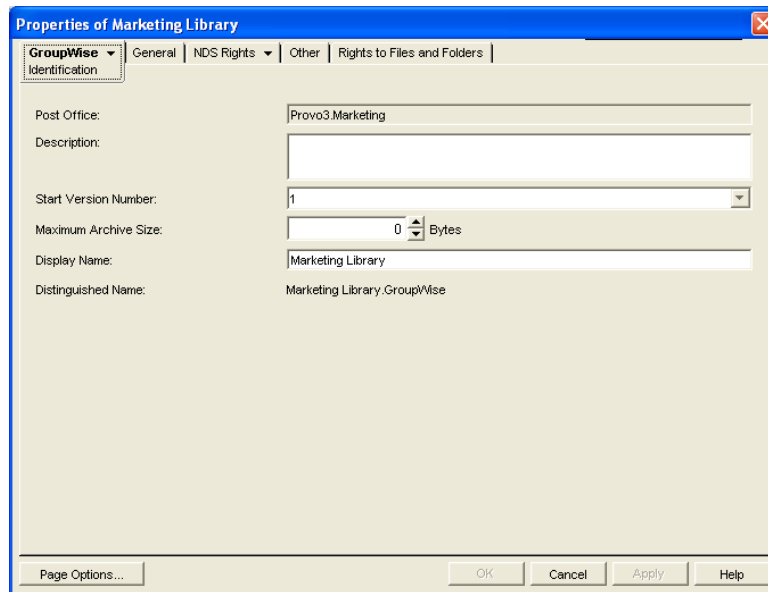 Properties of Marketing Library
GroupWise General NDS Rights Other Rights to Files and Folders
Identification
Post Office: Provo3.Marketing
Description:
Start Version Number: 1
Maximum Archive Size: 0 Bytes
Display Name: Marketing Library
Distinguished Name: Marketing Library.GroupWise
Page Options... OK Cancel Apply Help